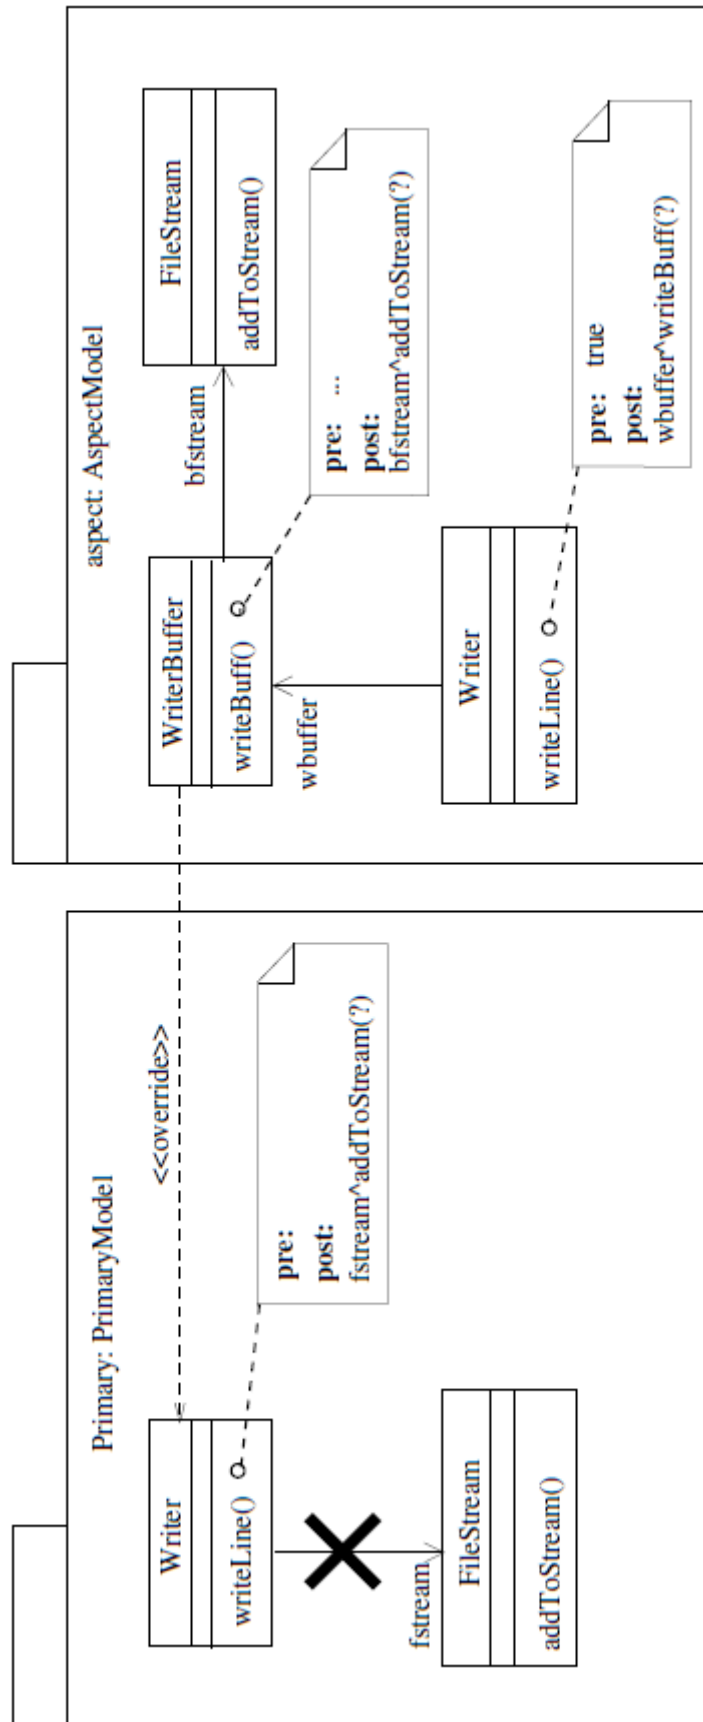 Primary: PrimaryModel
Writer
writeLine()
pre:
post:
fstream^addToStream(?)
fstream
FileStream
addToStream()
<<override>>
aspect: AspectModel
WriterBuffer
writeBuff()
bfstream
FileStream
addToStream()
pre: ...
post:
bfstream^addToStream(?)
wbuffer
Writer
writeLine()
pre: true
post:
wbuffer^writeBuff(?)